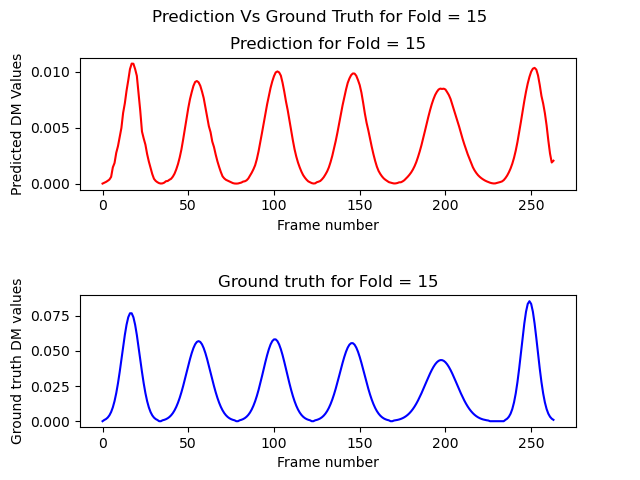 Prediction Vs Ground Truth for Fold = 15
Prediction for Fold = 15
Predicted DM Values
0.010
0.005
0.000
0 50 100 150 200 250
Frame number
Ground truth for Fold = 15
Ground truth DM values
0.075
0.050
0.025
0.000
0 50 100 150 200 250
Frame number